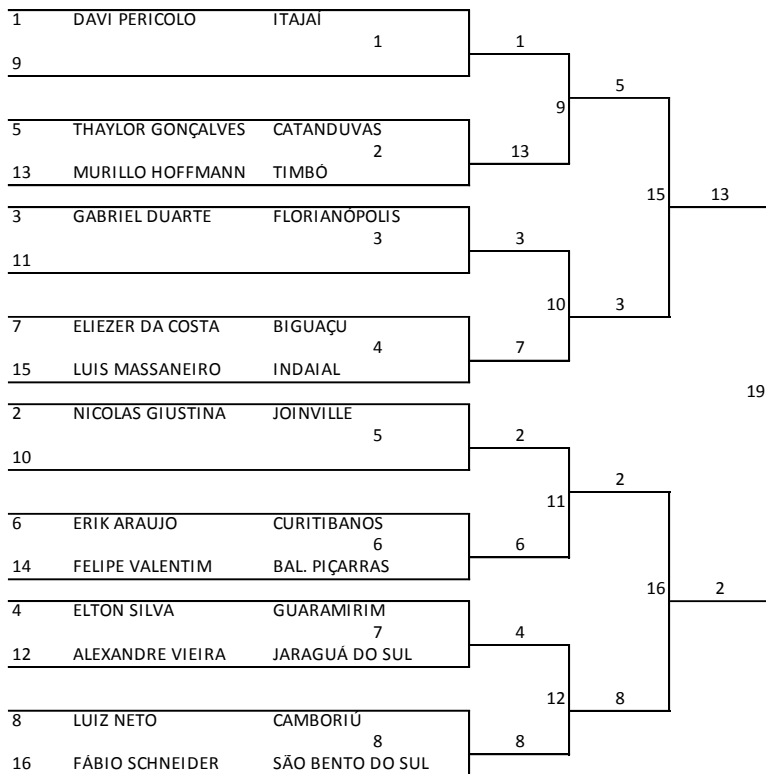 1 DAVI PERICOLO ITAJAÍ
1 1
9
5
9
5 THAYLOR GONÇALVES CATANDUVAS
2 13
13 MURILLO HOFFMANN TIMBÓ
15 13
3 GABRIEL DUARTE FLORIANÓPOLIS
3 3
11
10 3
7 ELIEZER DA COSTA BIGUAÇU
4 7
15 LUIS MASSANEIRO INDAIAL
19
2 NICOLAS GIUSTINA JOINVILLE
5 2
10
2
11
6 ERIK ARAUJO CURITIBANOS
6 6
14 FELIPE VALENTIM BAL. PIÇARRAS
16 2
4 ELTON SILVA GUARAMIRIM
7 4
12 ALEXANDRE VIEIRA JARAGUÁ DO SUL
12 8
8 LUIZ NETO CAMBORIÚ
8 8
16 FÁBIO SCHNEIDER SÃO BENTO DO SUL